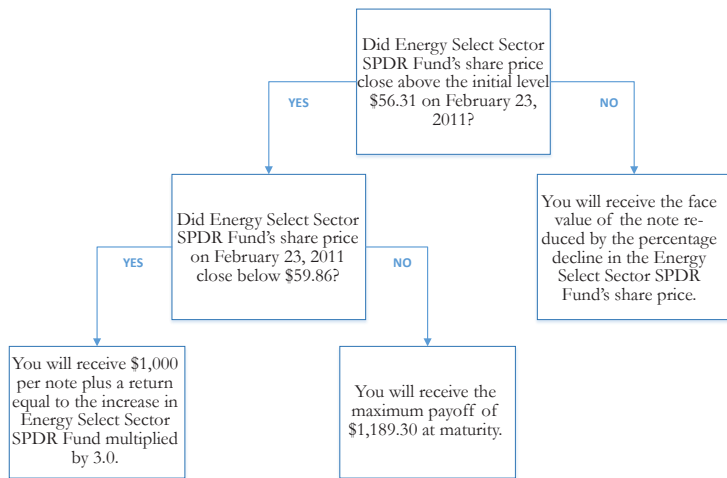 Did Energy Select Sector
SPDR Fund's share price
close above the initial level
$56.31 on February 23,
2011?
YES
NO
Did Energy Select Sector
SPDR Fund's share price
on February 23, 2011
close below $59.86?
You will receive the face
value of the note re-
duced by the percentage
decline in the Energy
Select Sector SPDR
Fund's share price.
YES
NO
You will receive $1,000
per note plus a return
equal to the increase in
Energy Select Sector
SPDR Fund multiplied
by 3.0.
You will receive the
maximum payoff of
$1,189.30 at maturity.